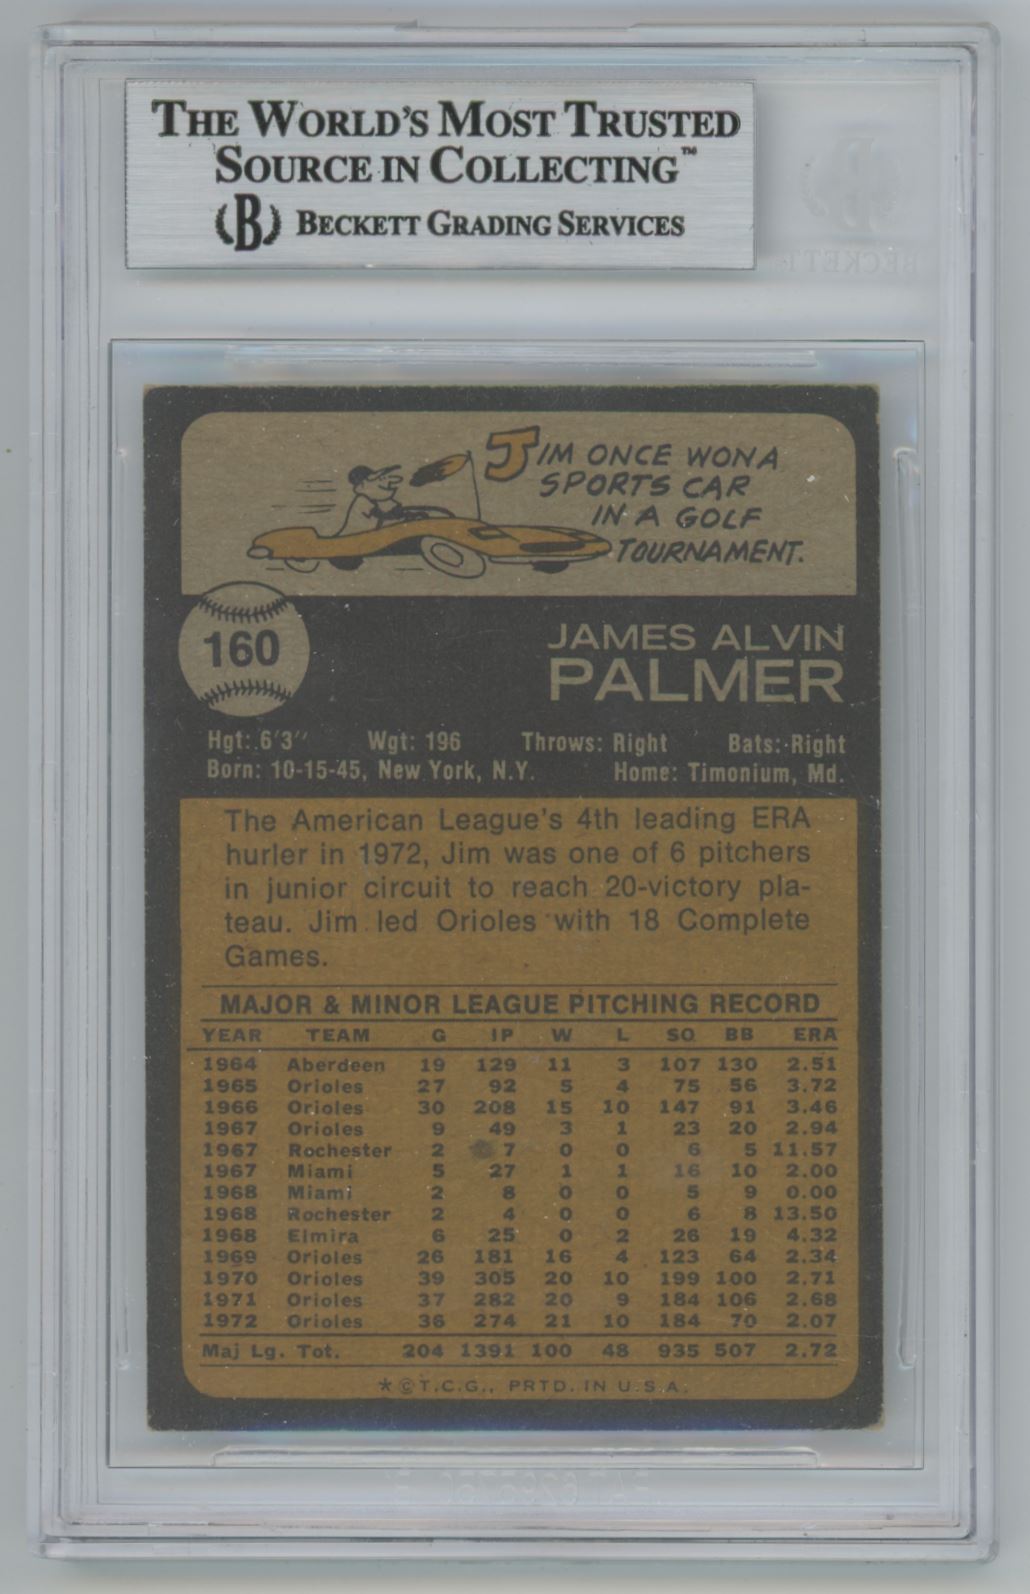 THE WORLD'S MOST TRUSTED
SOURCE IN COLLECTING™
B BECKETT GRADING SERVICES
JIM ONCE WON A
SPORTS CAR
IN A GOLF
TOURNAMENT.
160
JAMES ALVIN
PALMER
Hgt: 6'3" Wgt: 196 Throws: Right Bats: Right
Born: 10-15-45, New York, N.Y. Home: Timonium, Md.
The American League's 4th leading ERA
hurler in 1972, Jim was one of 6 pitchers
in junior circuit to reach 20-victory pla-
teau. Jim led Orioles with 18 Complete
Games.
MAJOR & MINOR LEAGUE PITCHING RECORD
YEAR TEAM G IP W L SO BB ERA
1964 Aberdeen 19 129 11 3 107 130 2.51
1965 Orioles 27 92 5 4 75 56 3.72
1966 Orioles 30 208 15 10 147 91 3.46
1967 Orioles 9 49 3 1 23 20 2.94
1967 Rochester 2 7 0 0 6 5 11.57
1967 Miami 5 27 1 1 16 10 2.00
1968 Miami 2 8 0 0 5 9 0.00
1968 Rochester 2 4 0 0 6 8 13.50
1968 Elmira 6 25 0 2 26 19 4.32
1969 Orioles 26 181 16 4 123 64 2.34
1970 Orioles 39 305 20 10 199 100 2.71
1971 Orioles 37 282 20 9 184 106 2.68
1972 Orioles 36 274 21 10 184 70 2.07
Maj Lg. Tot. 204 1391 100 48 935 507 2.72
* © T.C.G., PRTD. IN U.S.A.